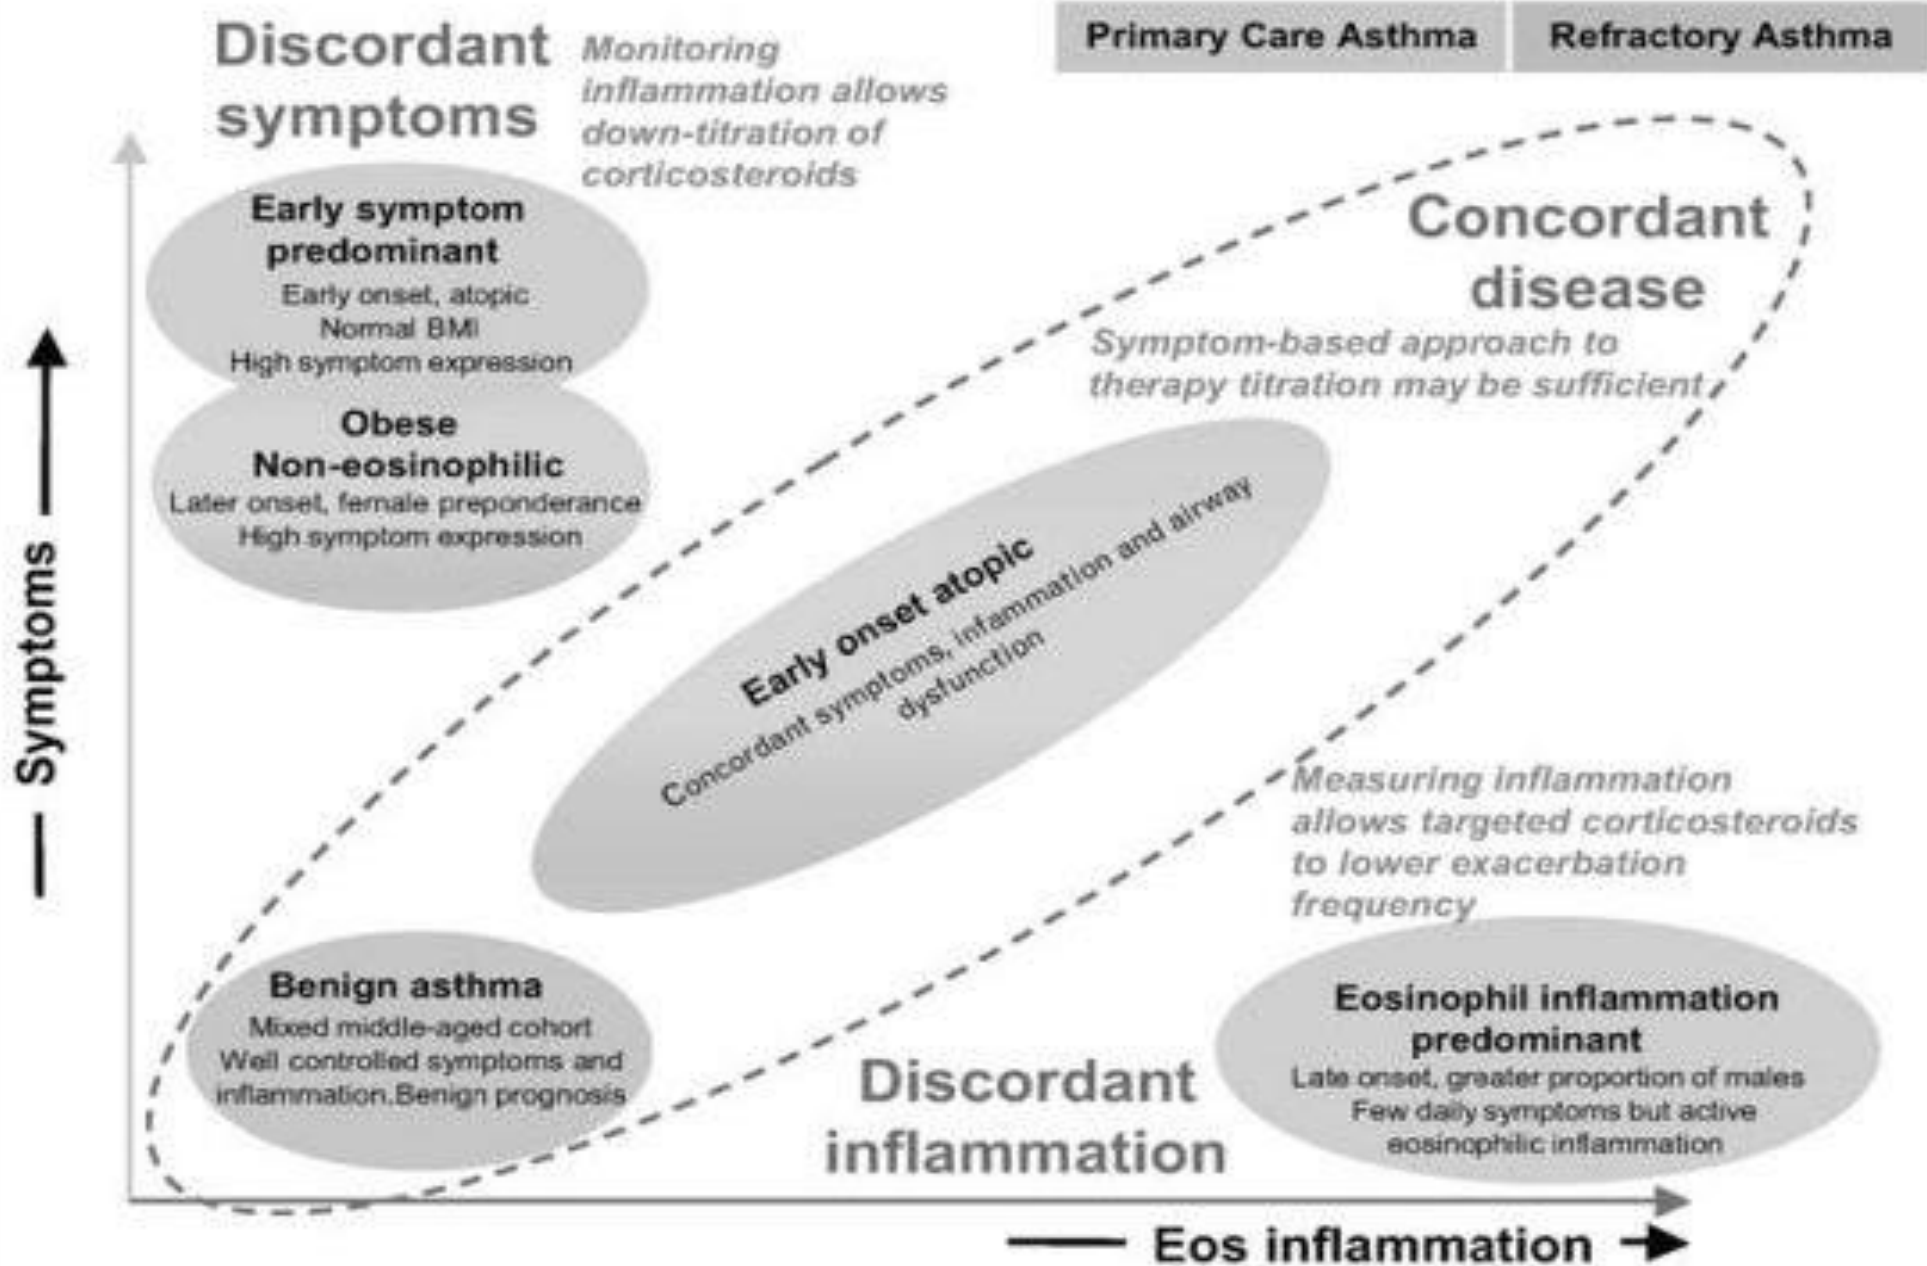 Discordant
symptoms
Monitoring
inflammation allows
down-titration of
corticosteroids
Primary Care Asthma
Refractory Asthma
Early symptom
predominant
Early onset, atopic
Normal BMI
High symptom expression
Obese
Non-eosinophilic
Later onset, female preponderance
High symptom expression
Concordant
disease
Symptom-based approach to
therapy titration may be sufficient
Symptoms
Early onset atopic
Concordant symptoms, infammation and airway
dysfunction
Measuring inflammation
allows targeted corticosteroids
to lower exacerbation
frequency
Benign asthma
Mixed middle-aged cohort
Well controlled symptoms and
inflammation.Benign prognosis
Discordant
inflammation
Eosinophil inflammation
predominant
Late onset, greater proportion of males
Few daily symptoms but active
eosinophilic inflammation
Eos inflammation